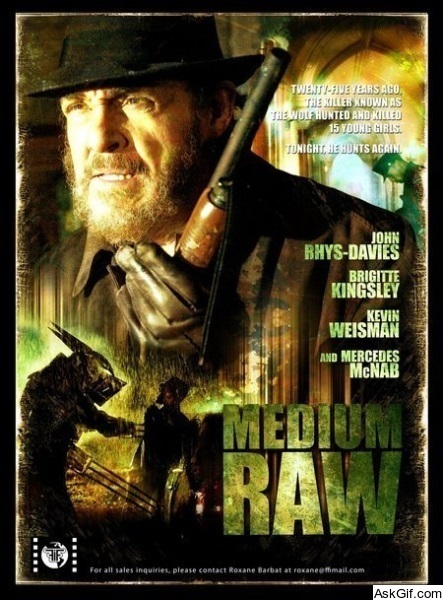 TWENTY-FIVE YEARS AGO,
THE KILLER KNOWN AS
THE WOLF HUNTED AND KILLED
15 YOUNG GIRLS.
TONIGHT, HE HUNTS AGAIN.
JOHN
RHYS-DAVIES
BRIGITTE
KINGSLEY
KEVIN
WEISMAN
AND MERCEDES
McNAB
MEDIUM
RAW
For all sales inquiries, please contact Roxane Barbat at roxane@ffimail.com
AskGif.com